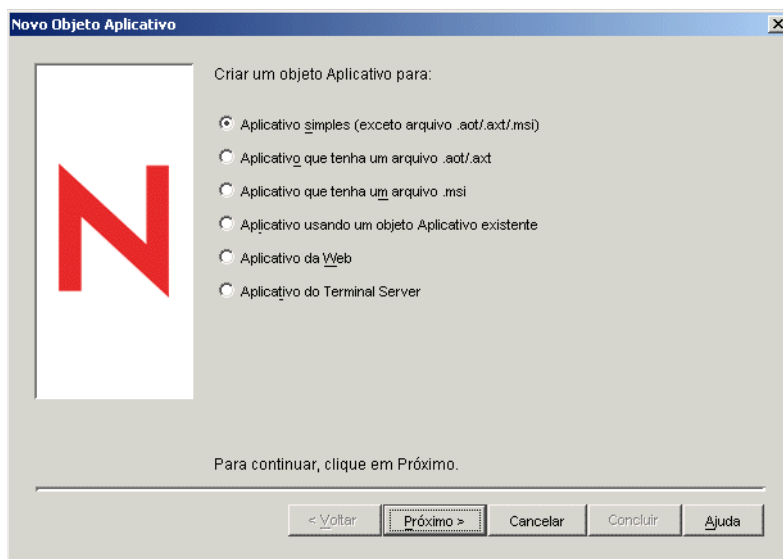 Novo Objeto Aplicativo
Criar um objeto Aplicativo para:
Aplicativo simples (exceto arquivo .aot/.axt/.msi)
Aplicativo que tenha um arquivo .aot/.axt
Aplicativo que tenha um arquivo .msi
Aplicativo usando um objeto Aplicativo existente
Aplicativo da Web
Aplicativo do Terminal Server
N
Para continuar, clique em Próximo.
< Voltar Próximo > Cancelar Concluir Ajuda